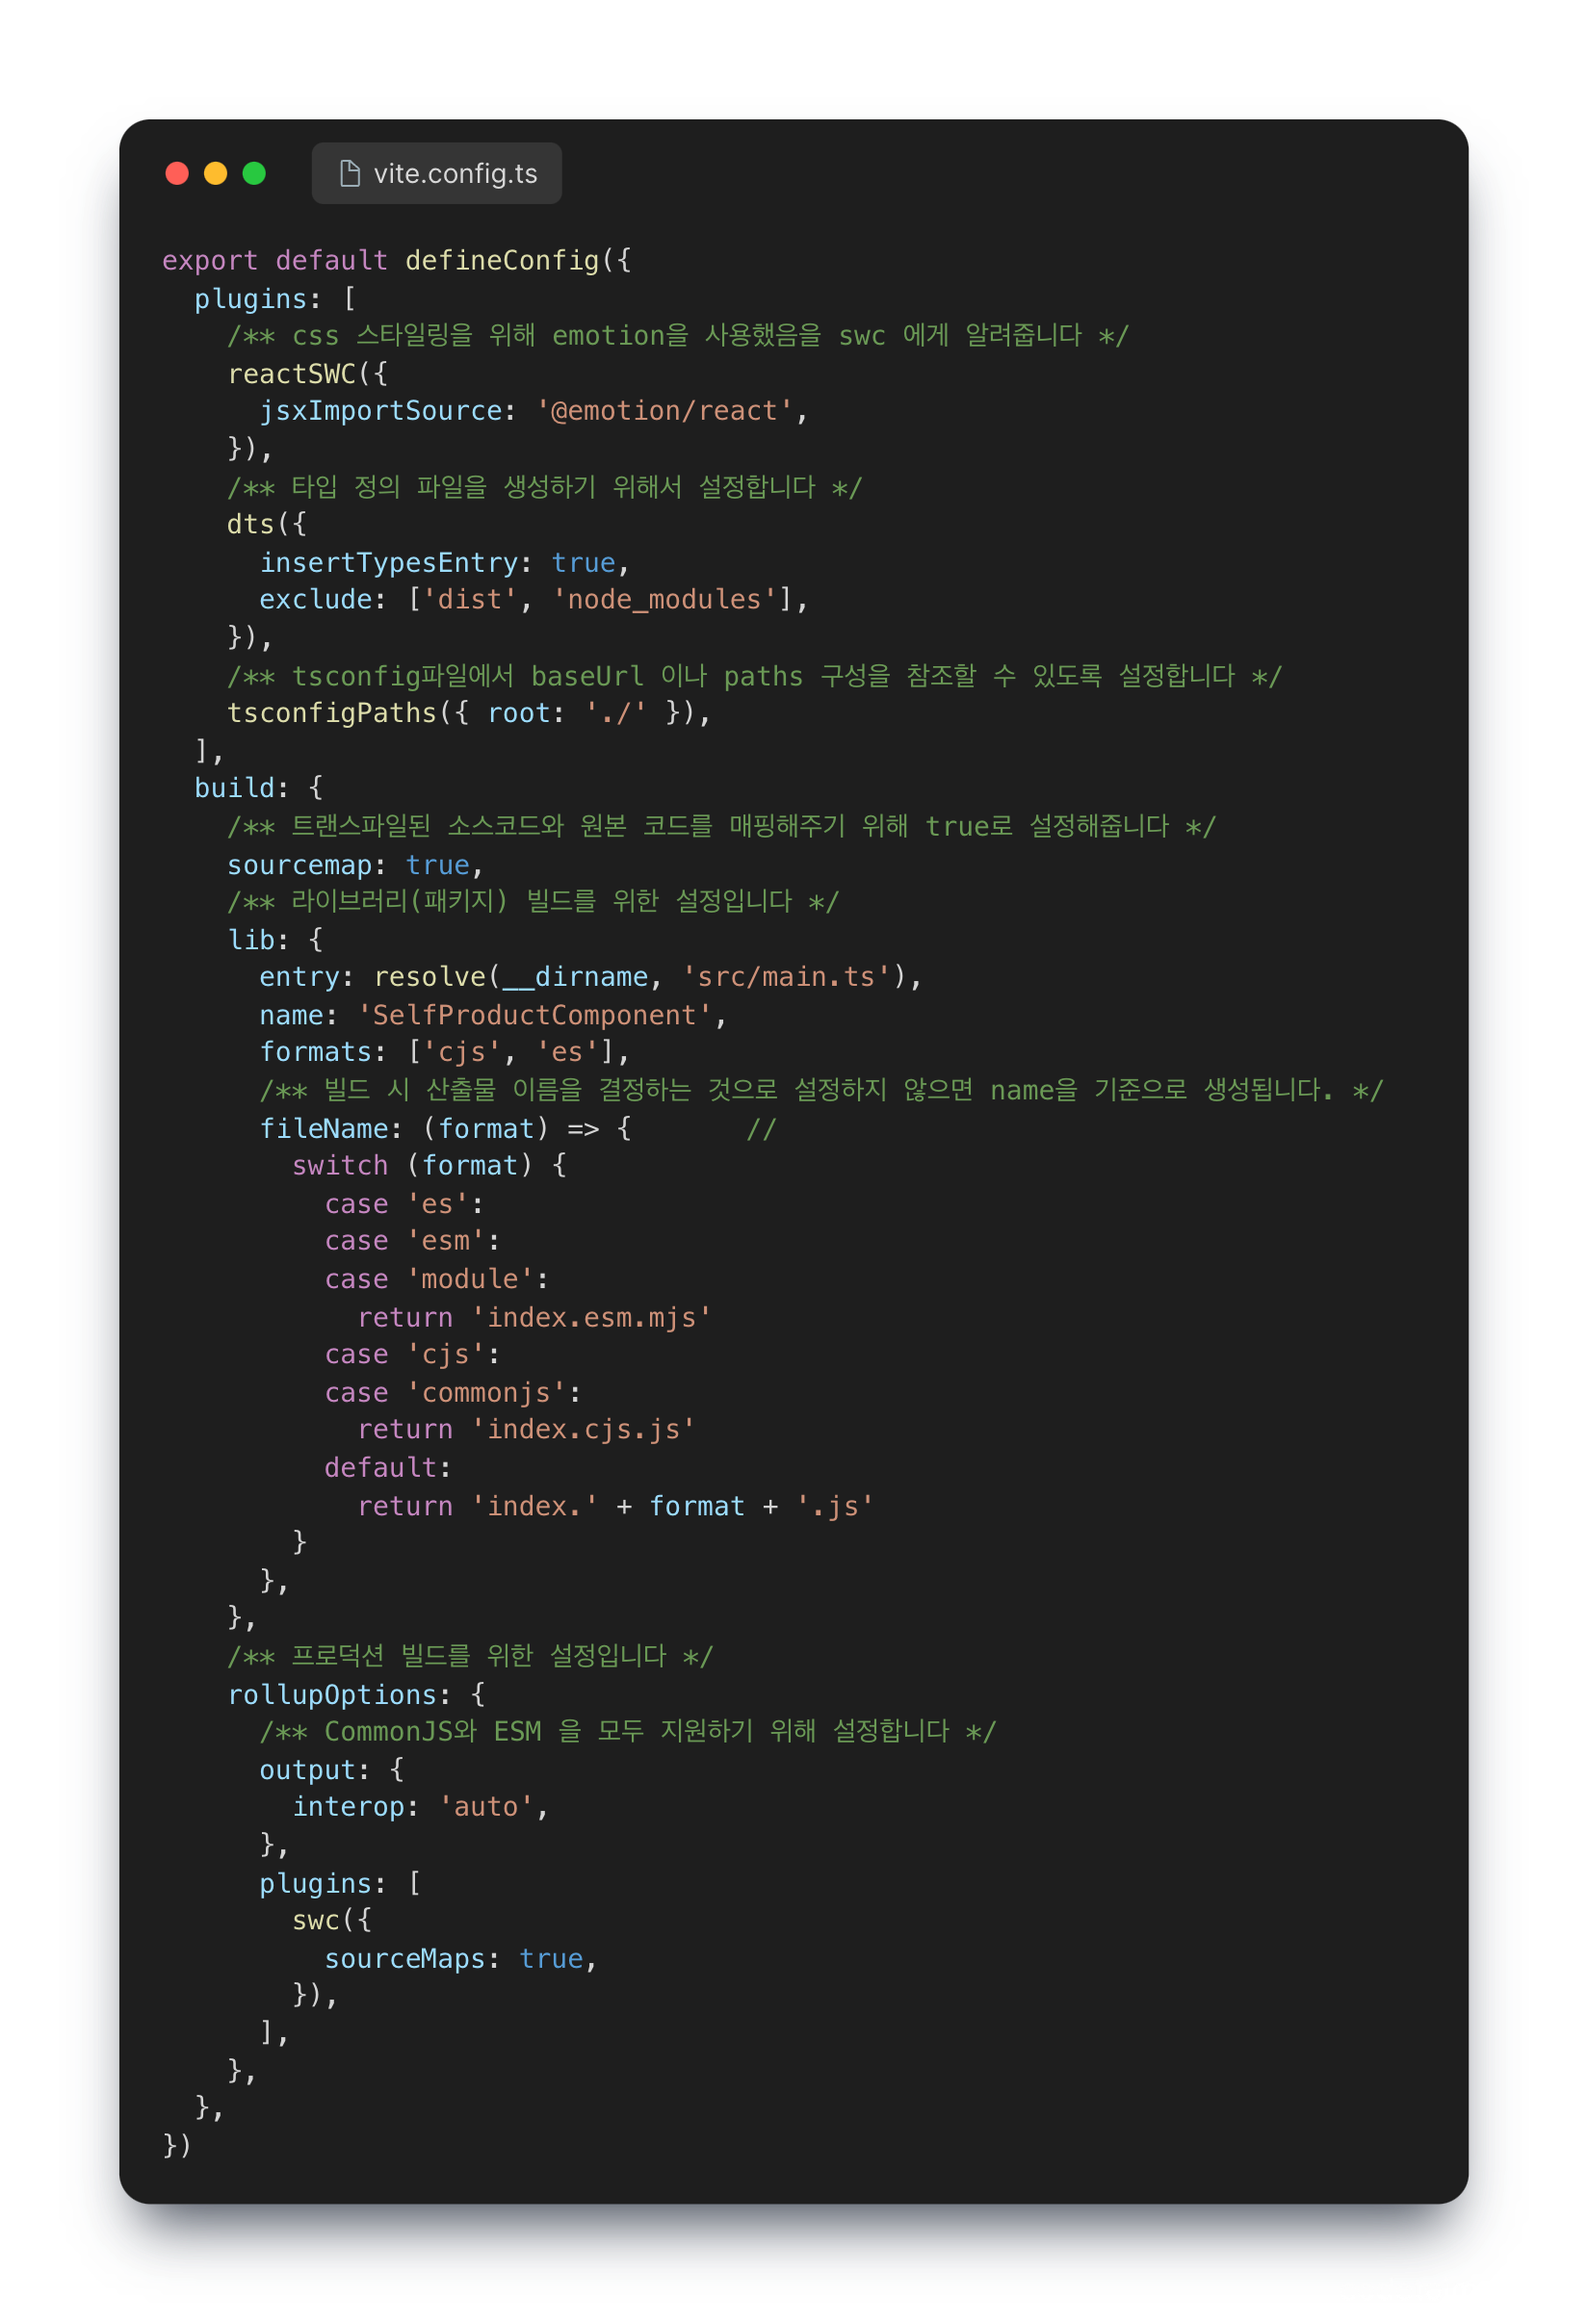 vite.config.ts
export default defineConfig({
  plugins: [
    /** css 스타일링을 위해 emotion을 사용했음을 swc 에게 알려줍니다 */
    reactSWC({
      jsxImportSource: '@emotion/react',
    }),
    /** 타입 정의 파일을 생성하기 위해서 설정합니다 */
    dts({
      insertTypesEntry: true,
      exclude: ['dist', 'node_modules'],
    }),
    /** tsconfig파일에서 baseUrl 이나 paths 구성을 참조할 수 있도록 설정합니다 */
    tsconfigPaths({ root: './' }),
  ],
  build: {
    /** 트랜스파일된 소스코드와 원본 코드를 매핑해주기 위해 true로 설정해줍니다 */
    sourcemap: true,
    /** 라이브러리(패키지) 빌드를 위한 설정입니다 */
    lib: {
      entry: resolve(__dirname, 'src/main.ts'),
      name: 'SelfProductComponent',
      formats: ['cjs', 'es'],
      /** 빌드 시 산출물 이름을 결정하는 것으로 설정하지 않으면 name을 기준으로 생성됩니다. */
      fileName: (format) => {       //
        switch (format) {
          case 'es':
          case 'esm':
          case 'module':
            return 'index.esm.mjs'
          case 'cjs':
          case 'commonjs':
            return 'index.cjs.js'
          default:
            return 'index.' + format + '.js'
        }
      },
    },
    /** 프로덕션 빌드를 위한 설정입니다 */
    rollupOptions: {
      /** CommonJS와 ESM 을 모두 지원하기 위해 설정합니다 */
      output: {
        interop: 'auto',
      },
      plugins: [
        swc({
          sourceMaps: true,
        }),
      ],
    },
  },
})